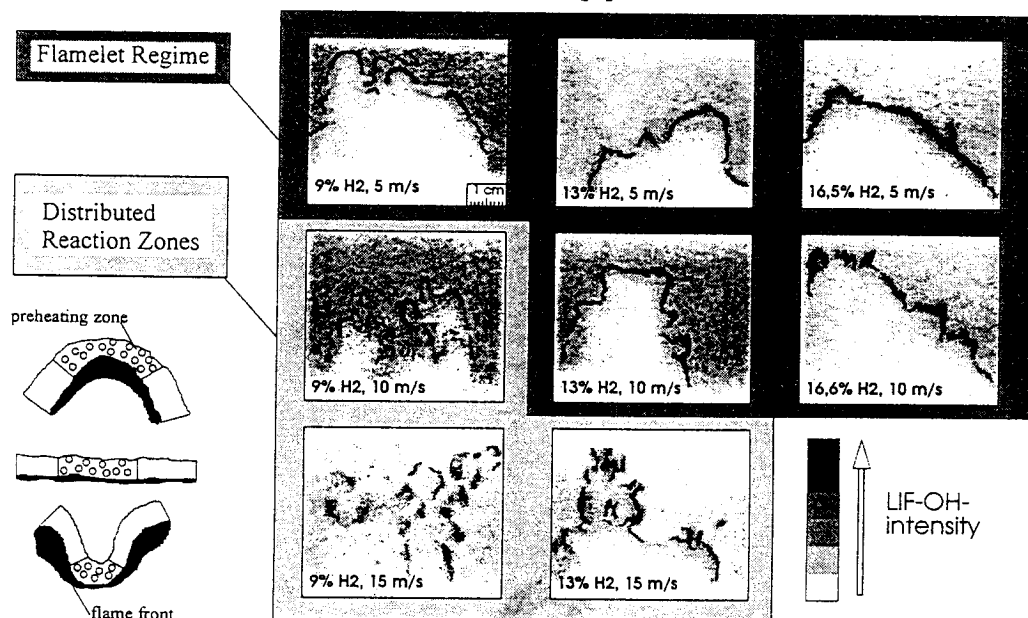 Flamelet Regime
Distributed
Reaction Zones
preheating zone
flame front
9% H2, 5 m/s
1 cm
13% H2, 5 m/s
16,5% H2, 5 m/s
9% H2, 10 m/s
13% H2, 10 m/s
16,6% H2, 10 m/s
9% H2, 15 m/s
13% H2, 15 m/s
LIF-OH-
intensity